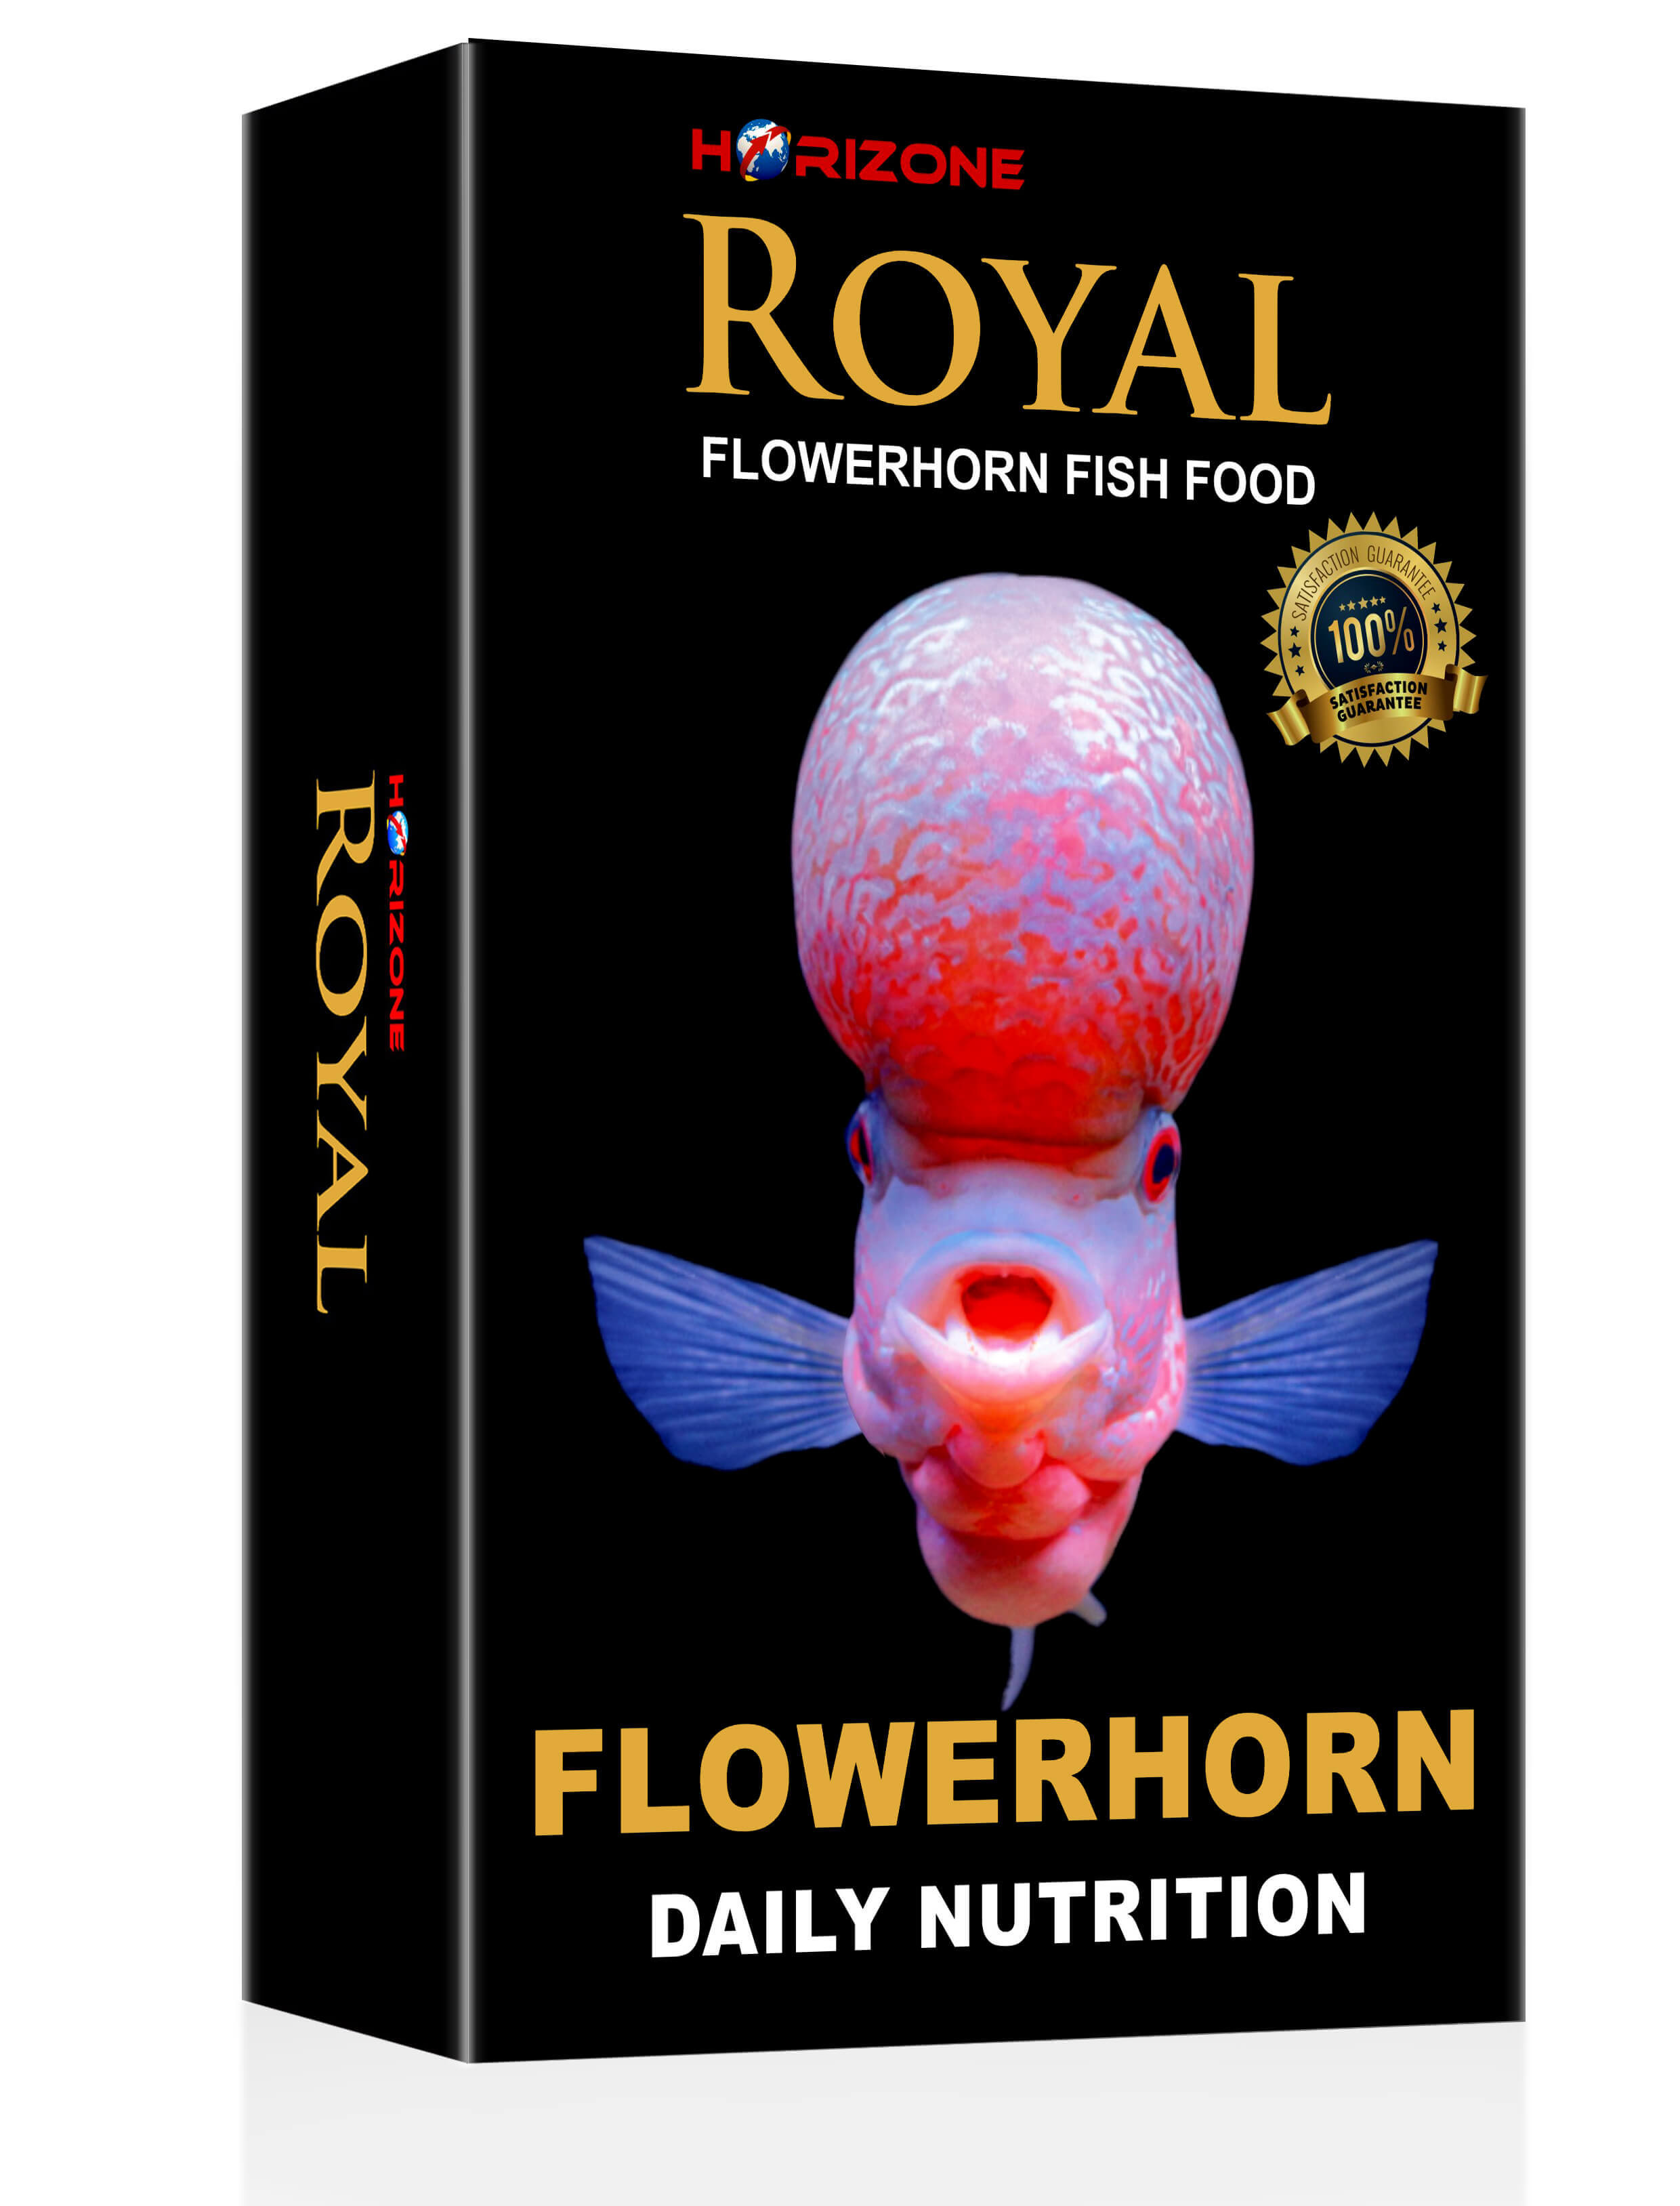 HORIZONE
ROYAL
FLOWERHORN FISH FOOD
SATISFACTION GUARANTEE
100%
SATISFACTION
GUARANTEE
FLOWERHORN
DAILY NUTRITION
HORIZONE
ROYAL